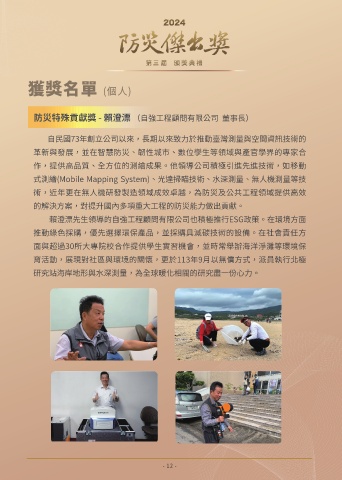 2024
防災傑出獎
第三屆 頒獎典禮
獲獎名單 (個人)
防災特殊貢獻獎 - 賴澄漂 (自強工程顧問有限公司 董事長)
自民國73年創立公司以來，長期以來致力於推動臺灣測量與空間資訊技術的
革新與發展，並在智慧防災、韌性城市、數位孿生等領域與產官學界的專家合
作，提供高品質、全方位的測繪成果。他領導公司積極引進先進技術，如移動
式測繪(Mobile Mapping System)、光達掃瞄技術、水深測量、無人機測量等技
術，近年更在無人機研發製造領域成效卓越，為防災及公共工程領域提供高效
的解決方案，對提升國內多項重大工程的防災能力做出貢獻。
賴澄漂先生領導的自強工程顧問有限公司也積極推行ESG政策。在環境方面
推動綠色採購，優先選擇環保產品，並採購具減碳技術的設備。在社會責任方
面與超過30所大專院校合作提供學生實習機會，並時常舉辦海洋淨灘等環境保
育活動，展現對社區與環境的關懷，更於113年9月以無償方式，派員執行北極
研究站海岸地形與水深測量，為全球暖化相關的研究盡一份心力。
- 12 -